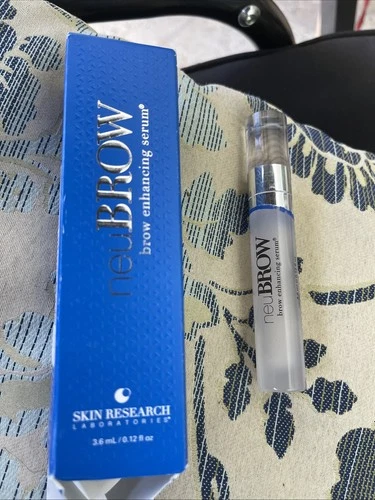 neuBROW
brow enhancing serum®
SKIN RESEARCH
LABORATORIES®
3.6 mL / 0.12 fl oz
neuBROW
brow enhancing serum®